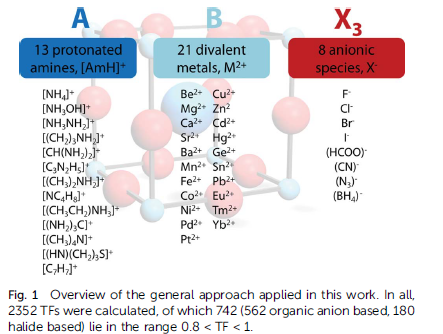 A
B
X₃
13 protonated amines, [AmH]⁺
21 divalent metals, M²⁺
8 anionic species, X⁻
[NH₄]⁺
[NH₃OH]⁺
[NH₃NH₂]⁺
[(CH₂)₃NH₂]⁺
[CH(NH₂)₂]⁺
[C₃N₂H₅]⁺
[(CH₃)₂NH₂]⁺
[NC₄H₈]⁺
[(CH₃CH₂)NH₃]⁺
[(NH₂)₃C]⁺
[(CH₃)₄N]⁺
[(HN)(CH₂)₃S]⁺
[C₇H₇]⁺
Be²⁺ Cu²⁺
Mg²⁺ Zn²
Ca²⁺ Cd²⁺
Sr²⁺ Hg²⁺
Ba²⁺ Ge²⁺
Mn²⁺ Sn²⁺
Fe²⁺ Pb²⁺
Co²⁺ Eu²⁺
Ni²⁺ Tm²⁺
Pd²⁺ Yb²⁺
Pt²⁺
F⁻
Cl⁻
Br⁻
I⁻
(HCOO)⁻
(CN)⁻
(N₃)⁻
(BH₄)⁻
Fig. 1 Overview of the general approach applied in this work. In all,
2352 TFs were calculated, of which 742 (562 organic anion based, 180
halide based) lie in the range 0.8 < TF < 1.